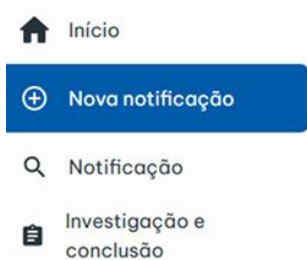 Início
Nova notificação
Notificação
Investigação e
conclusão